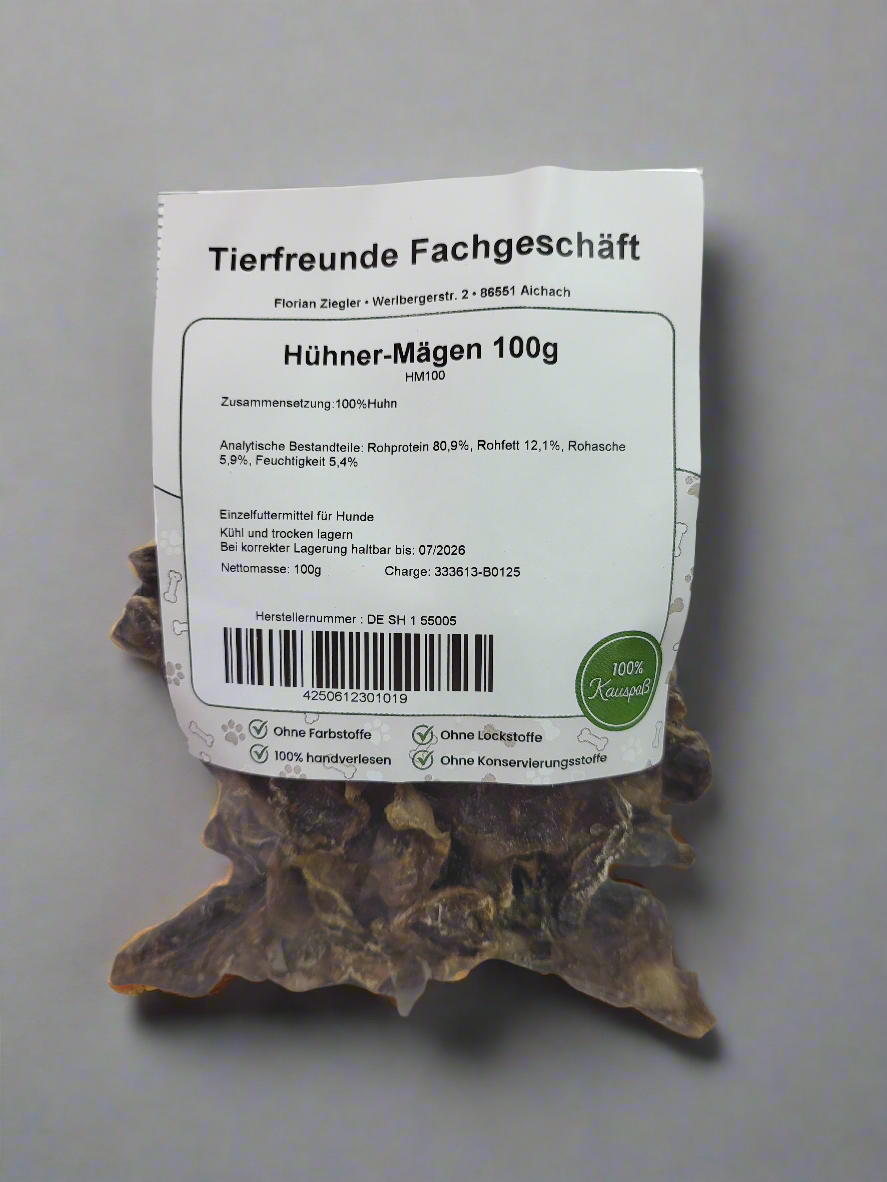 Tierfreunde Fachgeschäft
Florian Ziegler • Werlbergerstr. 2 • 86551 Aichach
Hühner-Mägen 100g
HM100
Zusammensetzung:100%Huhn
Analytische Bestandteile: Rohprotein 80,9%, Rohfett 12,1%, Rohasche
5,9%, Feuchtigkeit 5,4%
Einzelfuttermittel für Hunde
Kühl und trocken lagern
Bei korrekter Lagerung haltbar bis: 07/2026
Nettomasse: 100g Charge: 333613-B0125
Herstellernummer : DE SH 1 55005
4250612301019
100%
Kauspaß
Ohne Farbstoffe Ohne Lockstoffe
100% handverlesen Ohne Konservierungsstoffe